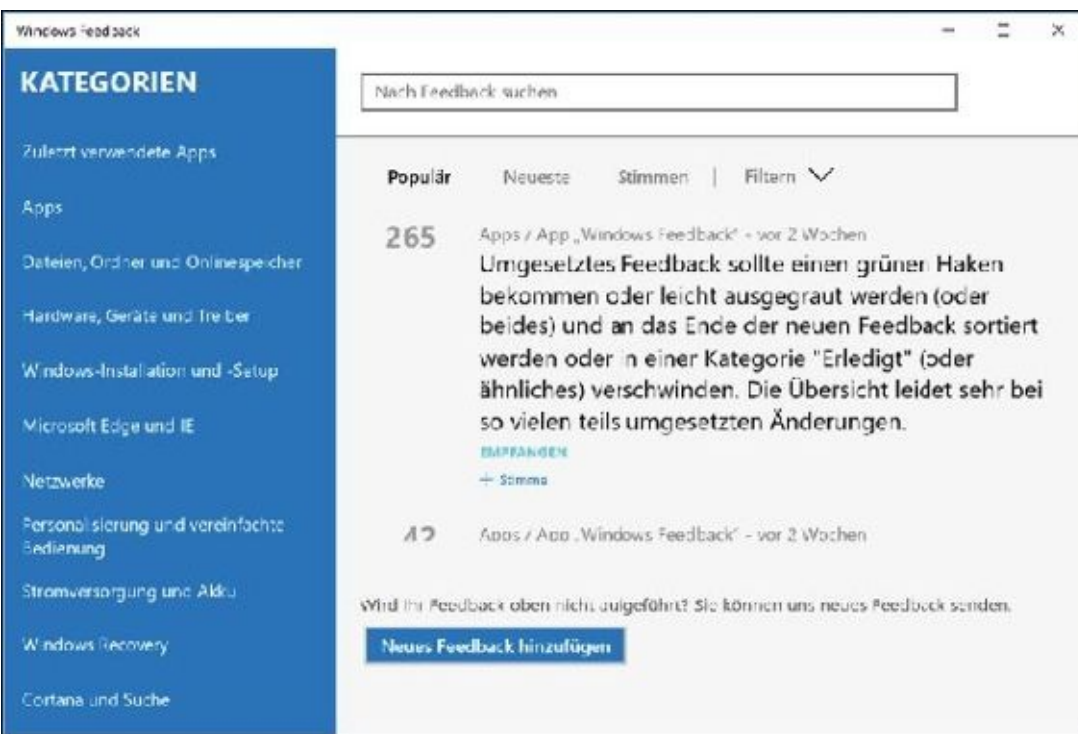 Windows Feedback
KATEGORIEN
Zuletzt verwendete Apps
Apps
Dateien, Ordner und Onlinespeicher
Hardware, Geräte und Treiber
Windows-Installation und -Setup
Microsoft Edge und IE
Netzwerke
Personalisierung und vereinfachte
Bedienung
Stromversorgung und Akku
Windows Recovery
Cortana und Suche
Nach Feedback suchen
Populär Neueste Stimmen | Filtern
265 Apps / App „Windows Feedback“ - vor 2 Wochen
Umgesetztes Feedback sollte einen grünen Haken
bekommen oder leicht ausgegraut werden (oder
beides) und an das Ende der neuen Feedback sortiert
werden oder in einer Kategorie "Erledigt" (oder
ähnliches) verschwinden. Die Übersicht leidet sehr bei
so vielen teils umgesetzten Änderungen.
EMPFANGEN
+ Stimme
42 Apps / App „Windows Feedback“ - vor 2 Wochen
Wird Ihr Feedback oben nicht aufgeführt? Sie können uns neues Feedback senden.
Neues Feedback hinzufügen